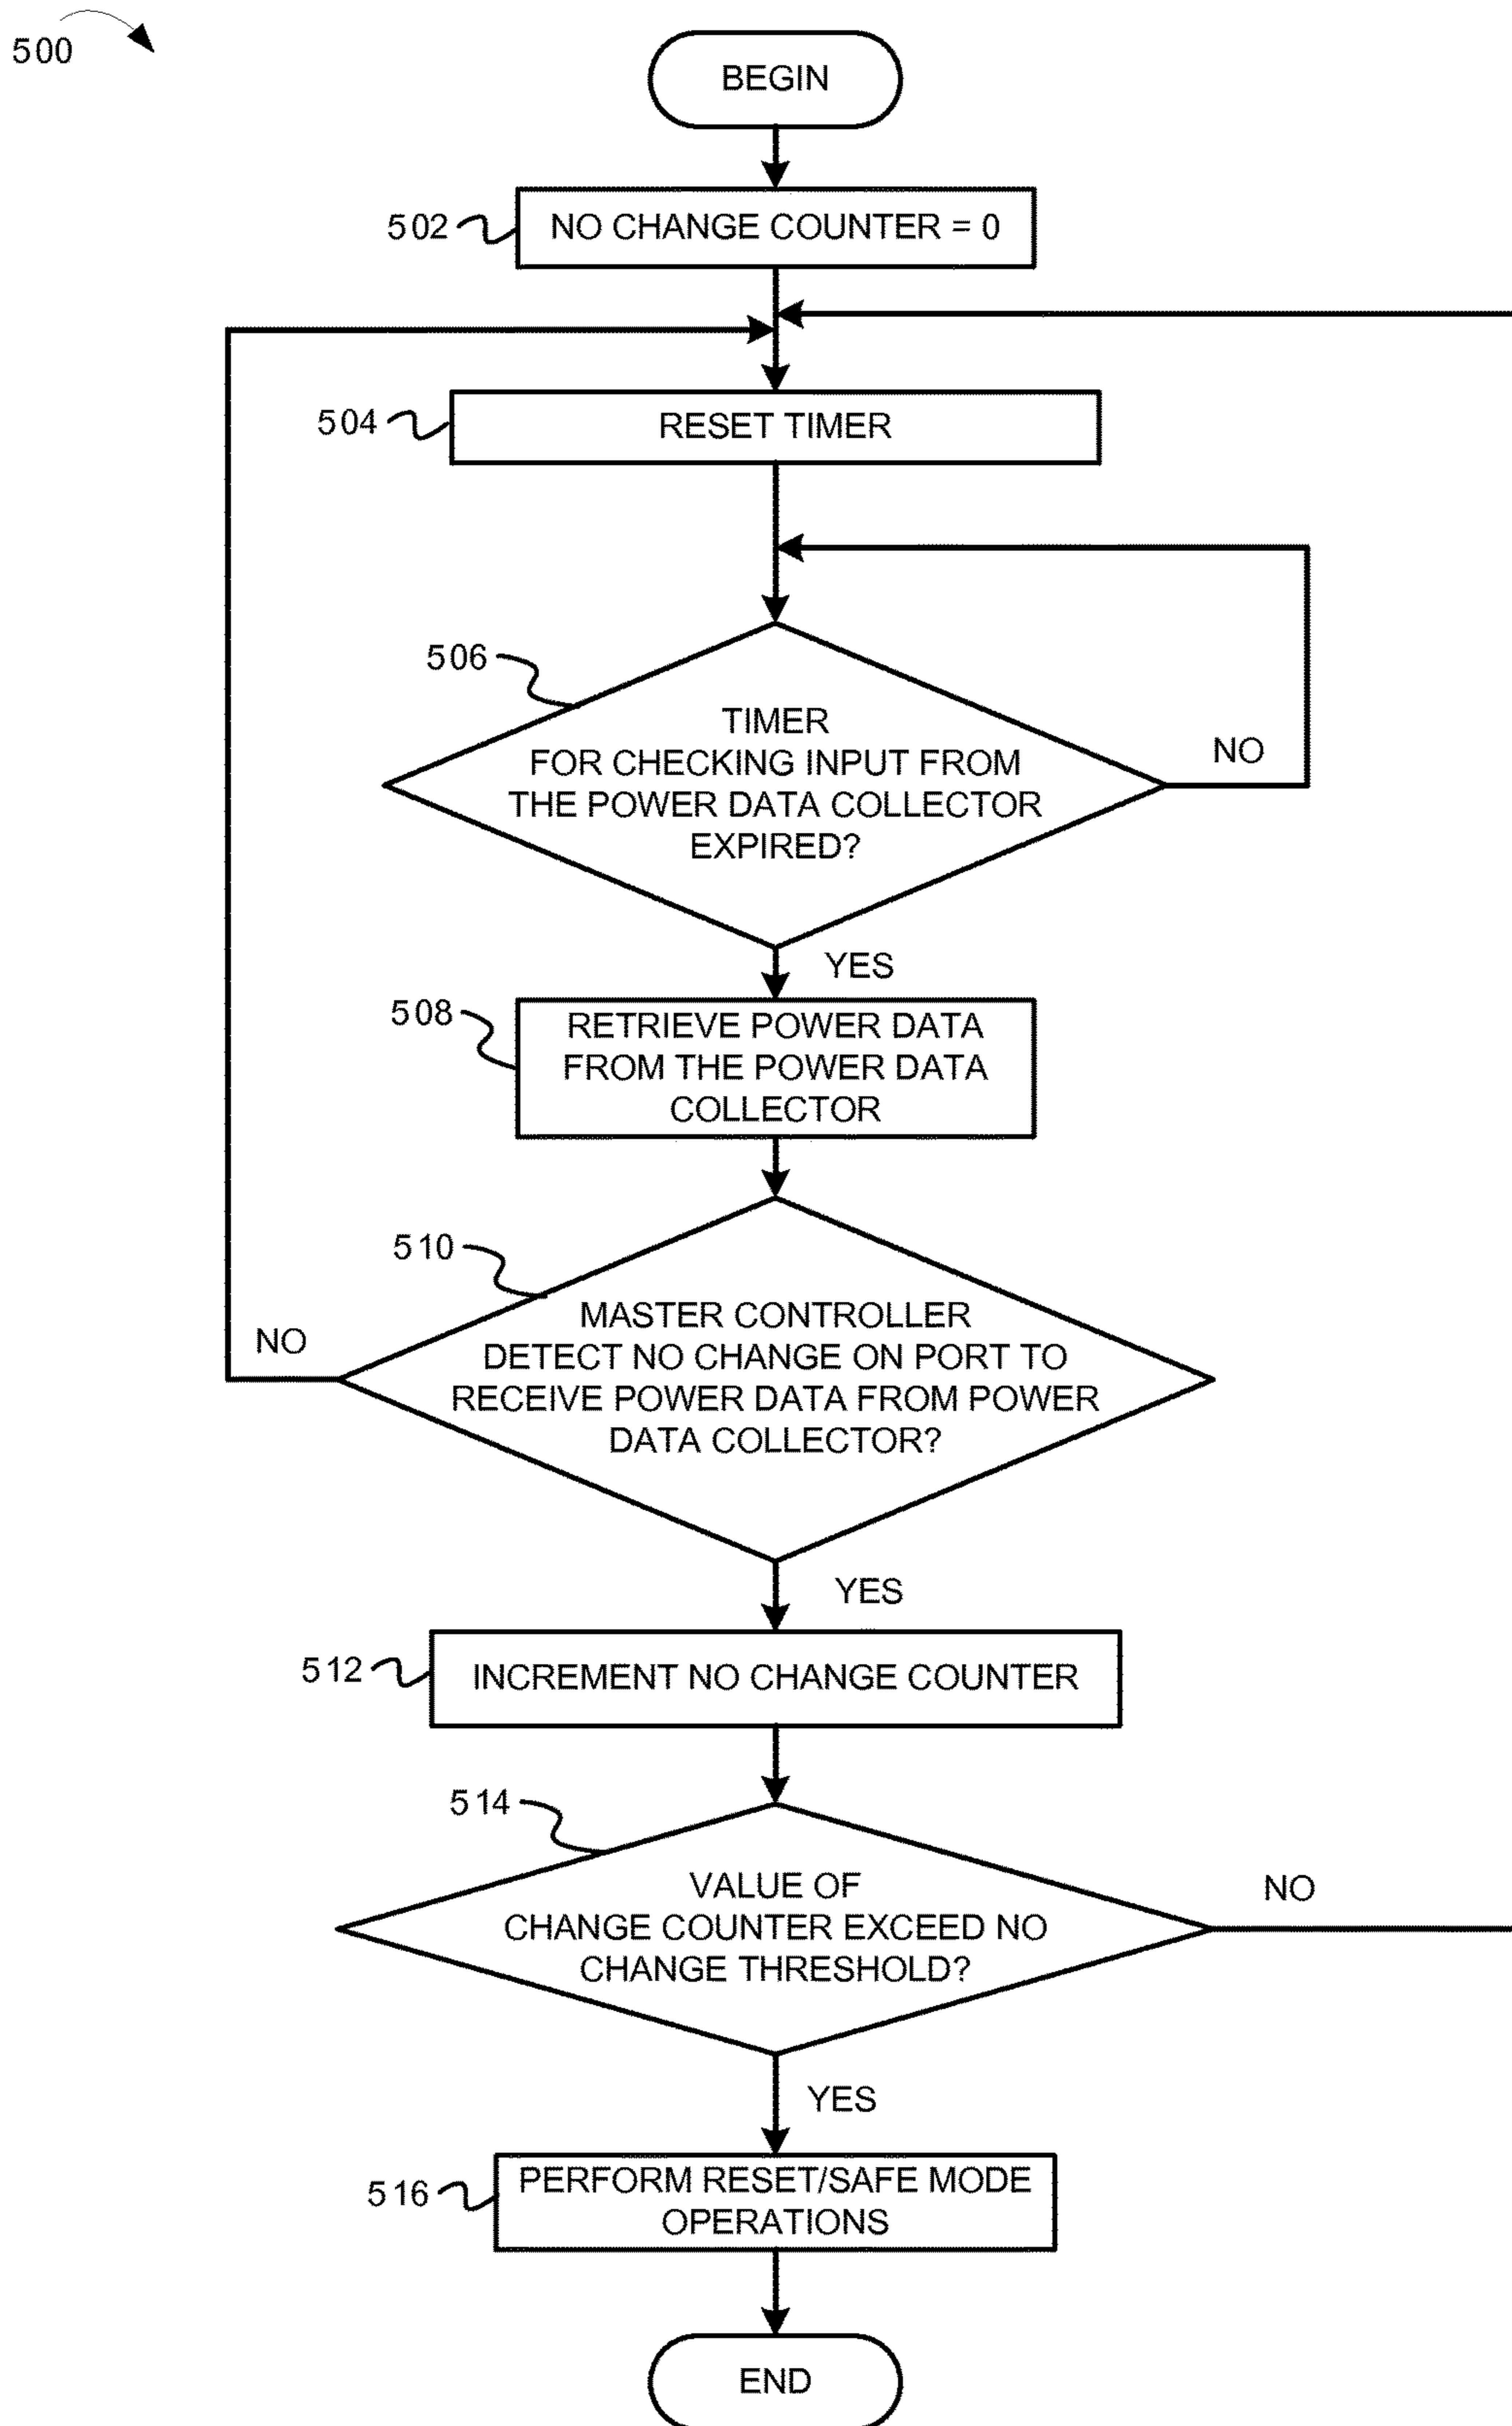 500
BEGIN
502
NO CHANGE COUNTER = 0
504
RESET TIMER
506
TIMER
FOR CHECKING INPUT FROM
THE POWER DATA COLLECTOR
EXPIRED?
NO
YES
508
RETRIEVE POWER DATA
FROM THE POWER DATA
COLLECTOR
510
MASTER CONTROLLER
DETECT NO CHANGE ON PORT TO
RECEIVE POWER DATA FROM POWER
DATA COLLECTOR?
NO
YES
512
INCREMENT NO CHANGE COUNTER
514
VALUE OF
CHANGE COUNTER EXCEED NO
CHANGE THRESHOLD?
NO
YES
516
PERFORM RESET/SAFE MODE
OPERATIONS
END